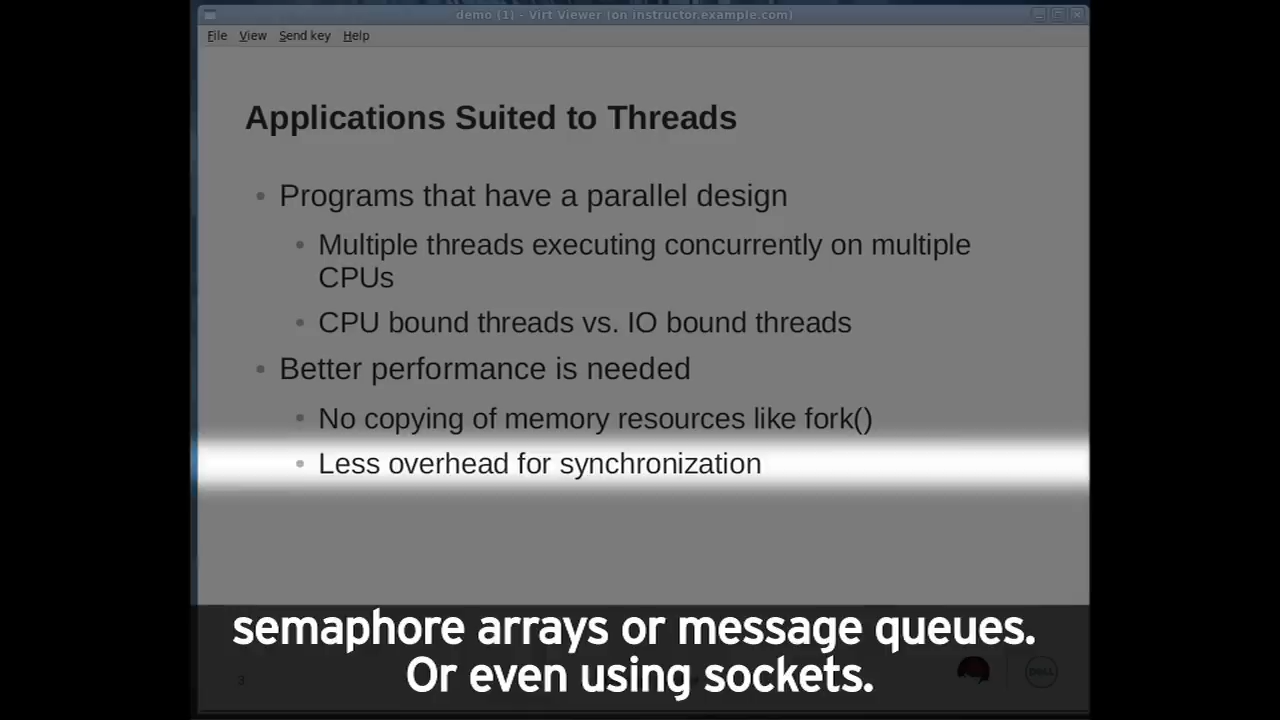 demo (1) - Virt Viewer (on instructor.example.com)
File View Send key Help
Applications Suited to Threads
• Programs that have a parallel design
• Multiple threads executing concurrently on multiple
CPUs
• CPU bound threads vs. IO bound threads
• Better performance is needed
• No copying of memory resources like fork()
• Less overhead for synchronization
semaphore arrays or message queues.
Or even using sockets.
3
DELL